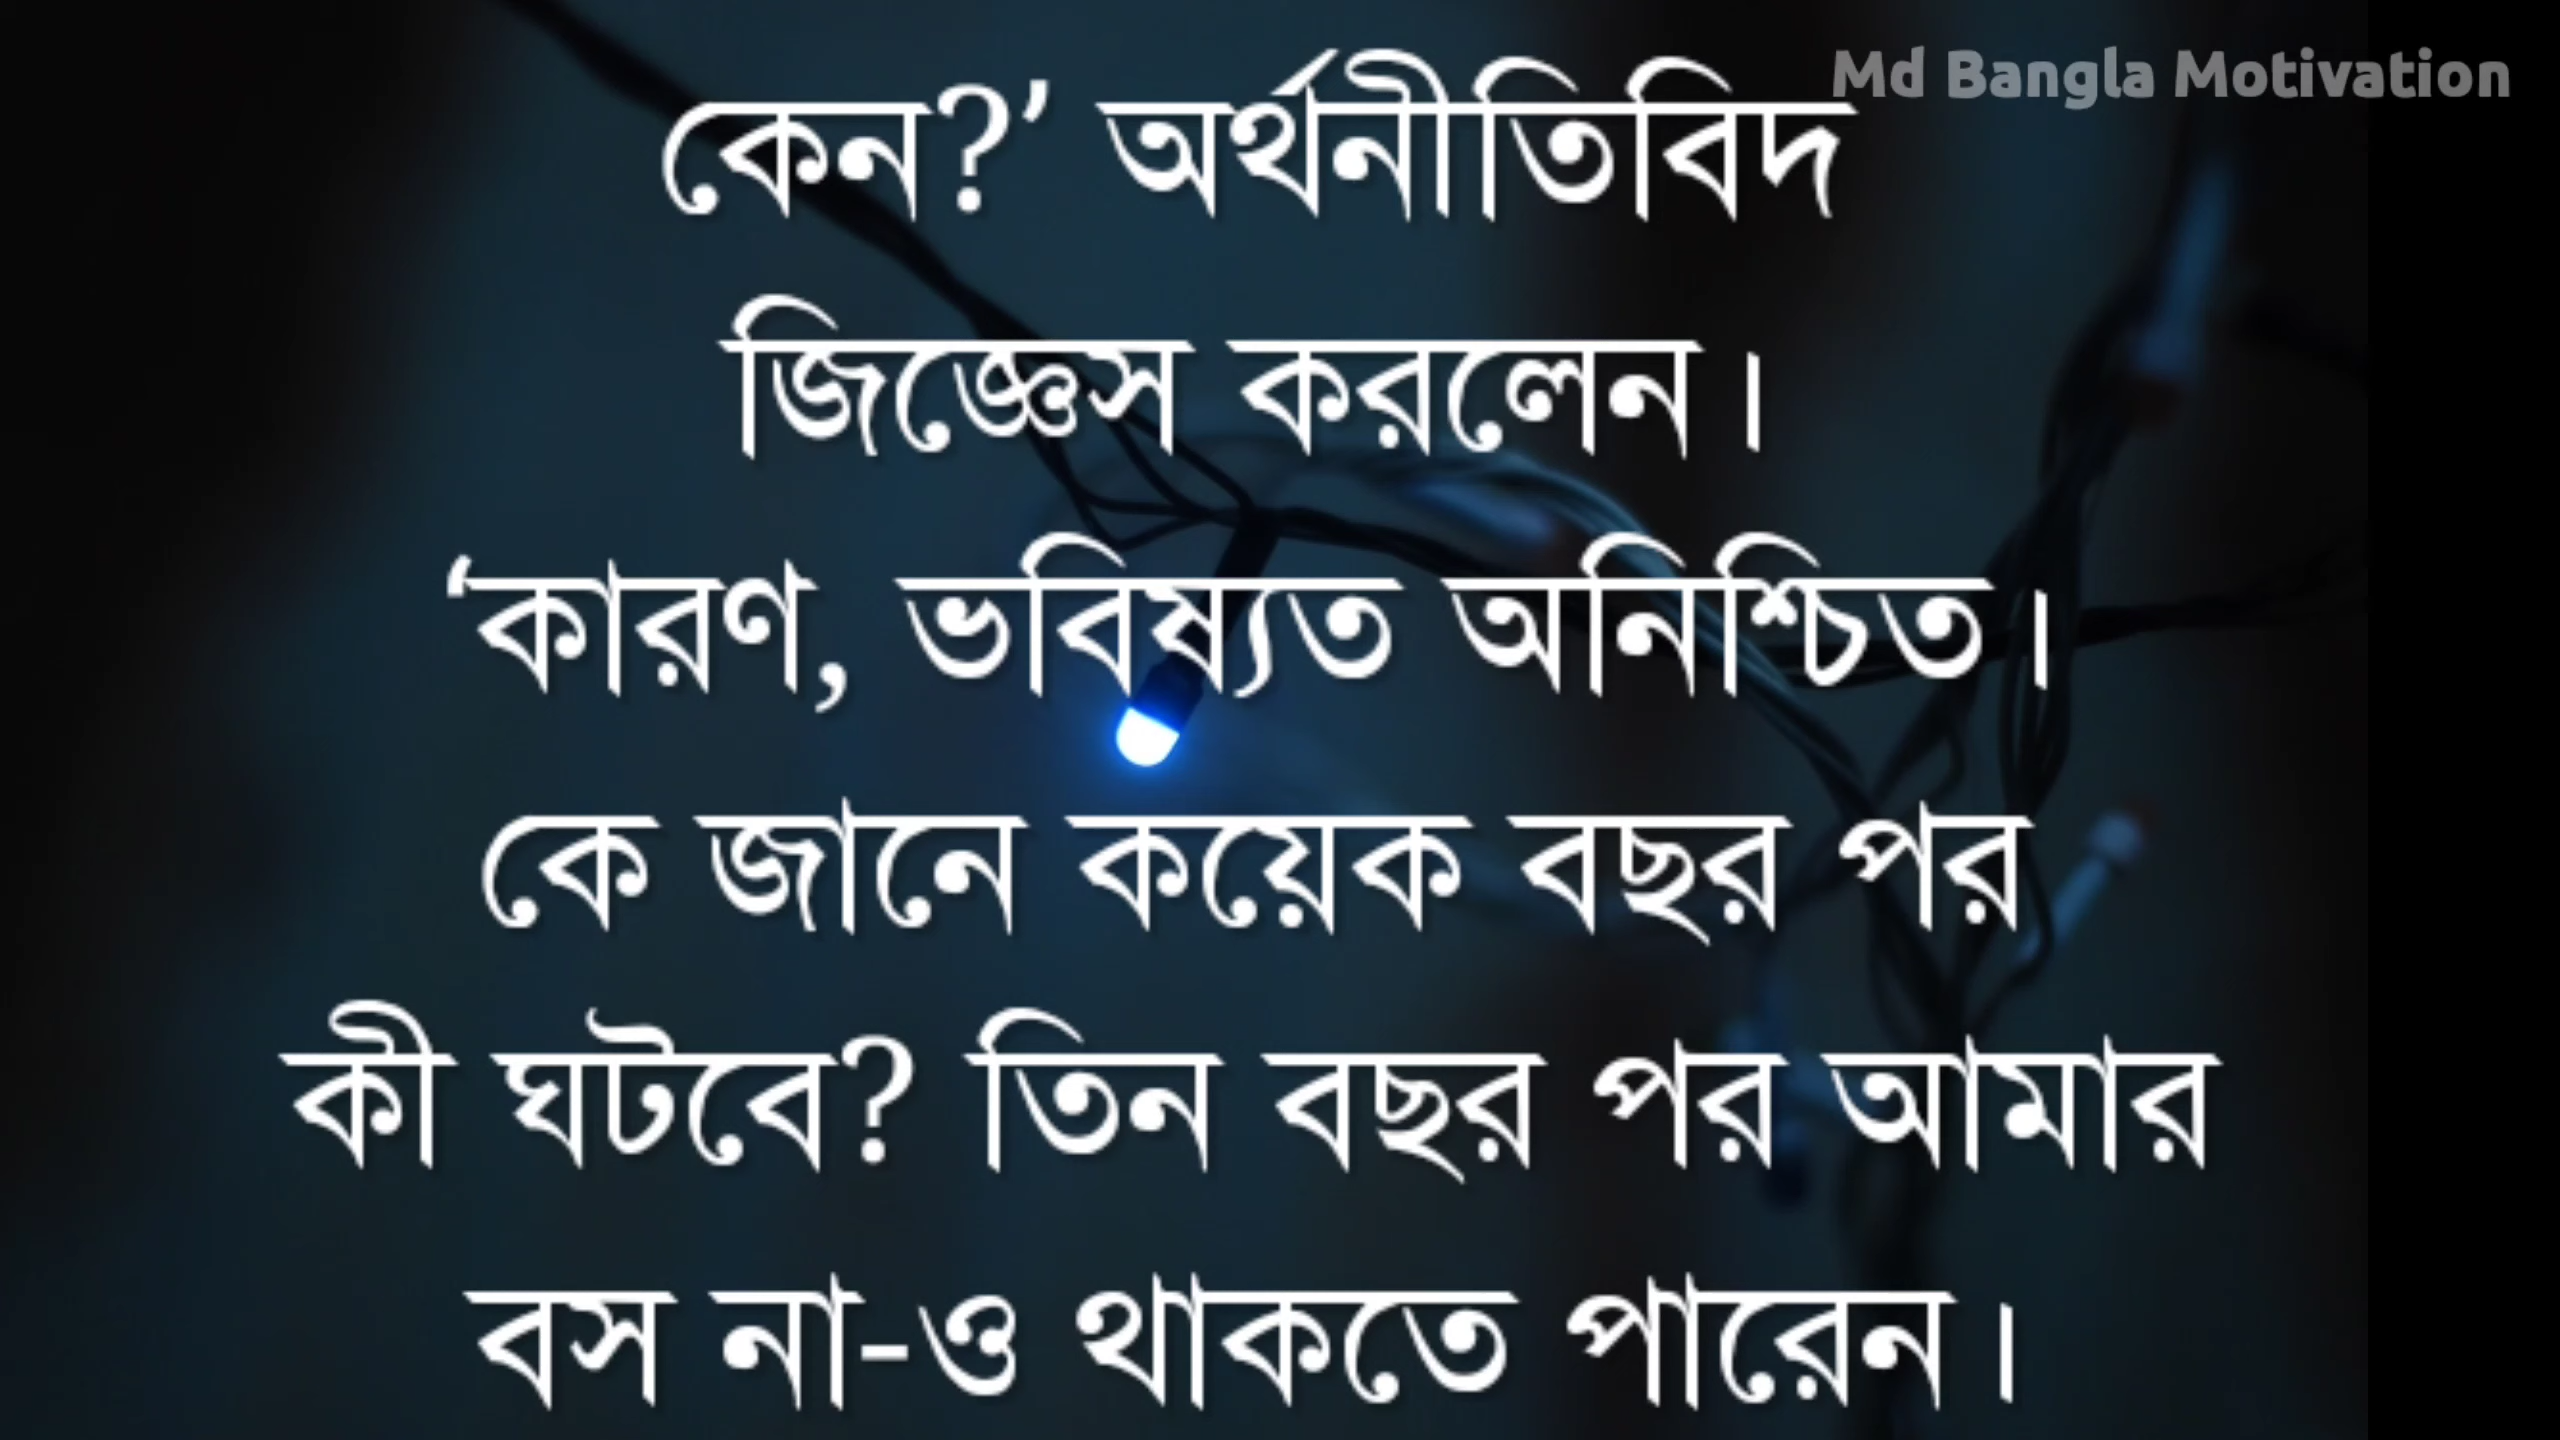 Md Bangla Motivation
কেন?’ অর্থনীতিবিদ
জিজ্ঞেস করলেন।
‘কারণ, ভবিষ্যত অনিশ্চিত।
কে জানে কয়েক বছর পর
কী ঘটবে? তিন বছর পর আমার
বস না-ও থাকতে পারেন।